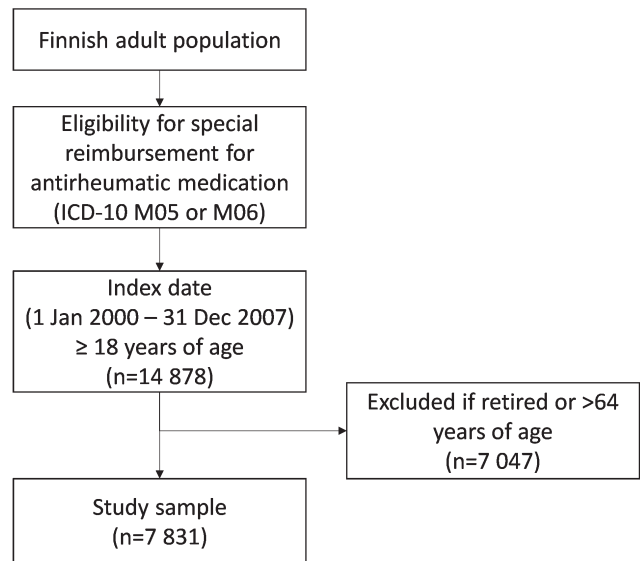 Finnish adult population
Eligibility for special
reimbursement for
antirheumatic medication
(ICD-10 M05 or M06)
Index date
(1 Jan 2000 – 31 Dec 2007)
≥ 18 years of age
(n=14 878)
Excluded if retired or >64
years of age
(n=7 047)
Study sample
(n=7 831)